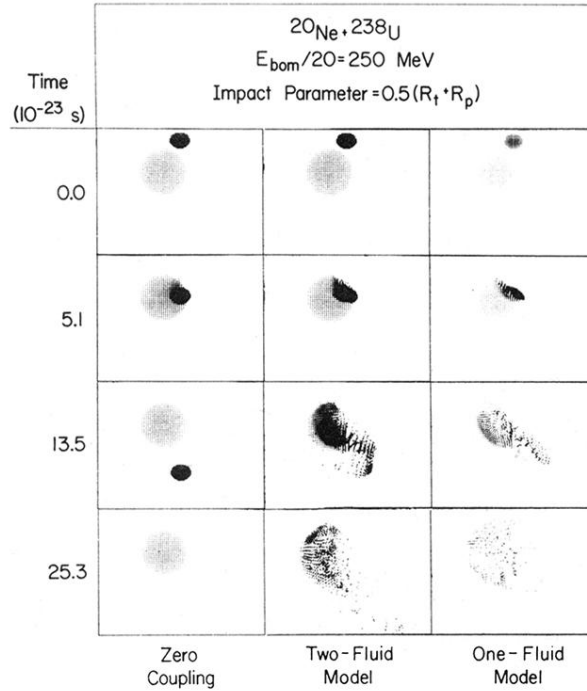 20Ne + 238U
Ebom/20 = 250 MeV
Impact Parameter = 0.5 (Rt + Rp)
Time
(10-23 s)
0.0
5.1
13.5
25.3
Zero
Coupling
Two-Fluid
Model
One-Fluid
Model